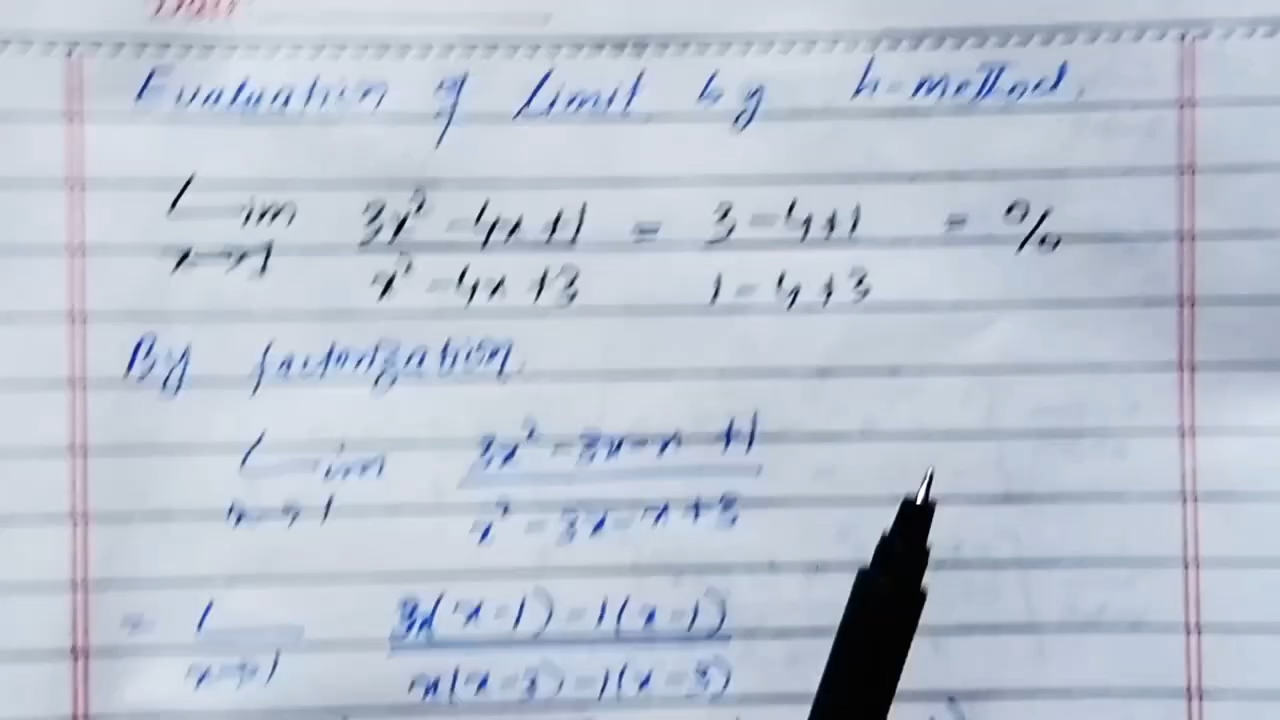 Evaluation of Limit by h-method.
Lim x→1 3x² - 4x + 1 / x² - 4x + 3 = 3 - 4 + 1 / 1 - 4 + 3 = 0/0
By factorization
Lim x→1 3x² - 3x - x + 1 / x² - 3x - x + 3
= L x→1 3x(x - 1) - 1(x - 1) / x(x - 3) - 1(x - 3)